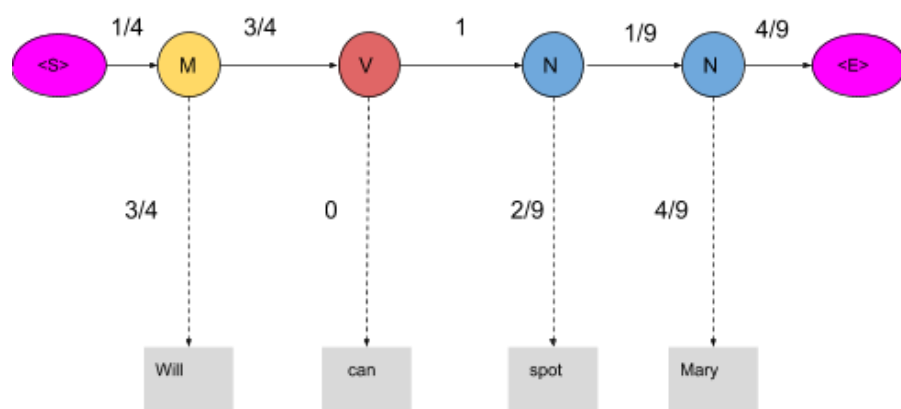 1/4 3/4 1 1/9 4/9
<S> M V N N <E>
3/4 0 2/9 4/9
Will can spot Mary